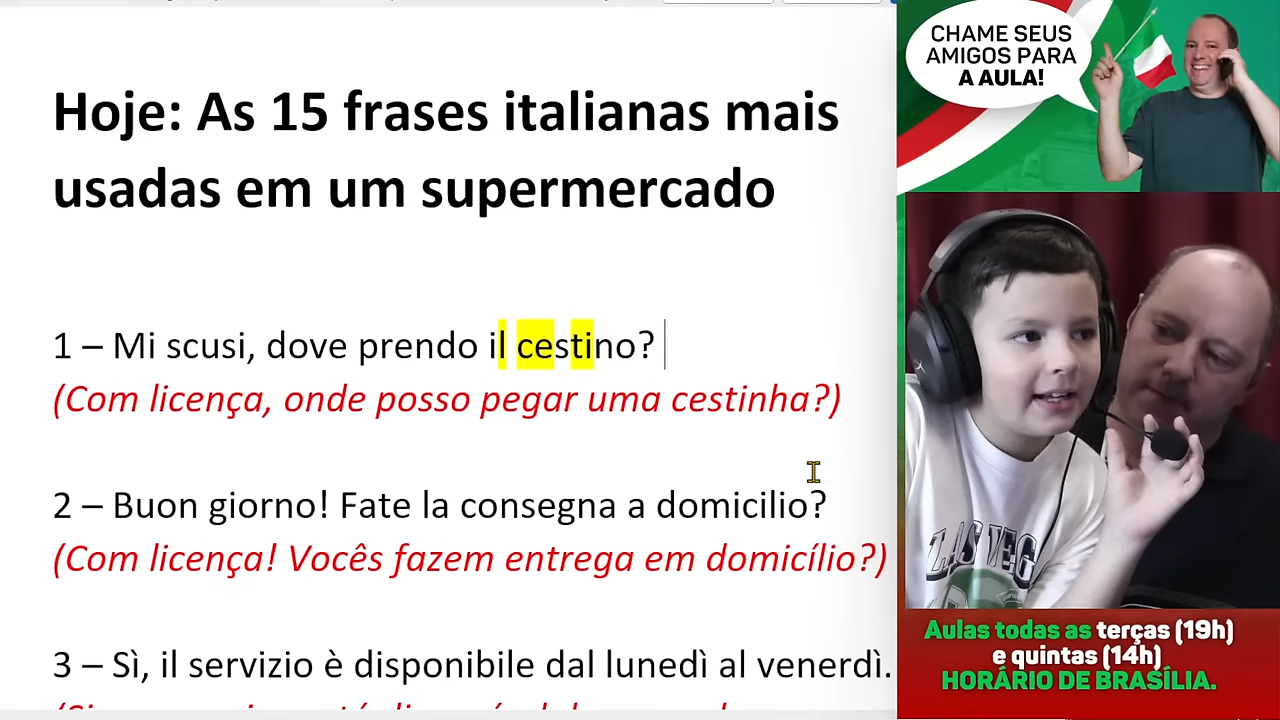 Hoje: As 15 frases italianas mais
usadas em um supermercado
1 – Mi scusi, dove prendo il cestino?
(Com licença, onde posso pegar uma cestinha?)
2 – Buon giorno! Fate la consegna a domicilio?
(Com licença! Vocês fazem entrega em domicílio?)
3 – Sì, il servizio è disponibile dal lunedì al venerdì.
CHAME SEUS
AMIGOS PARA
A AULA!
LAS VEG
Aulas todas as terças (19h)
e quintas (14h)
HORÁRIO DE BRASÍLIA.